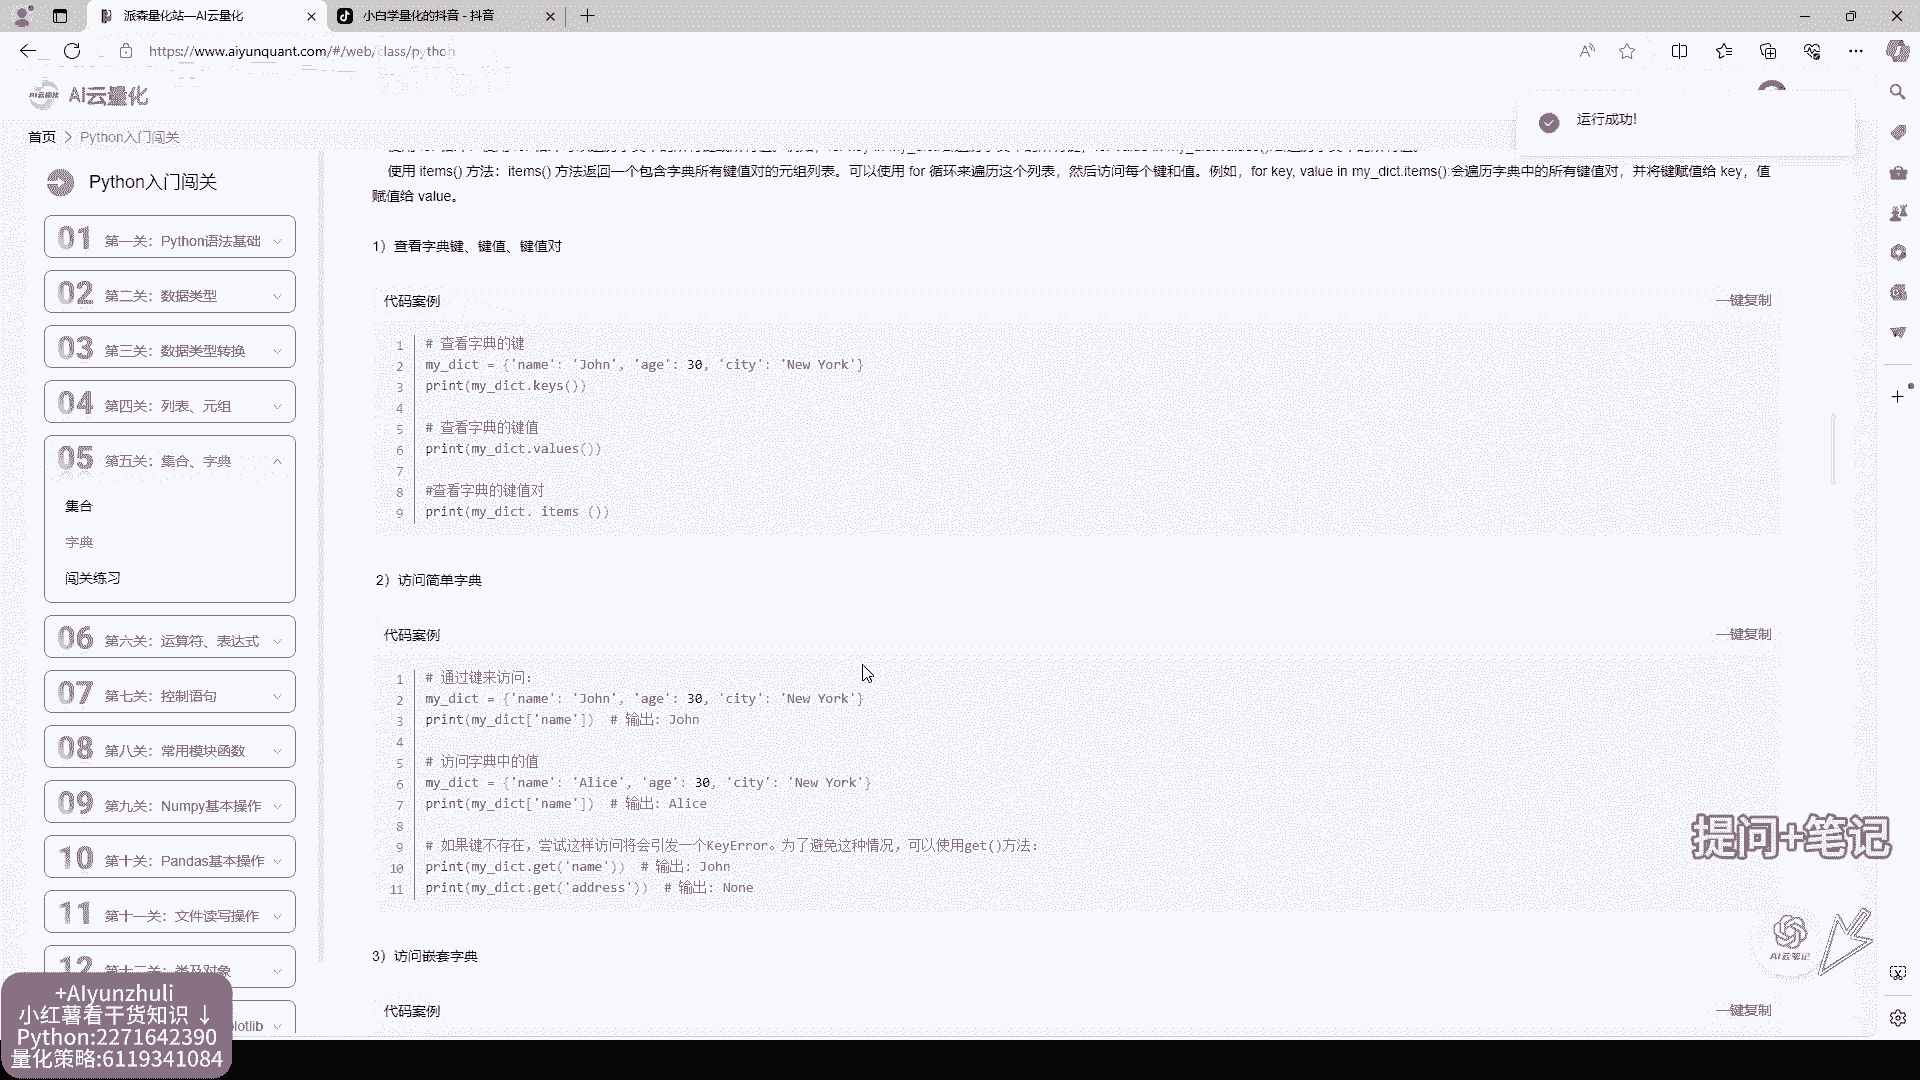 派森量化站—AI云量化
小白学量化的抖音 - 抖音
https://www.aiyunquant.com/#/web/class/python
AI云量化
运行成功!
首页 > Python入门闯关
Python入门闯关
01 第一关：Python语法基础
02 第二关：数据类型
03 第三关：数据类型转换
04 第四关：列表、元组
05 第五关：集合、字典
集合
字典
闯关练习
06 第六关：运算符、表达式
07 第七关：控制语句
08 第八关：常用模块函数
09 第九关：Numpy基本操作
10 第十关：Pandas基本操作
11 第十一关：文件读写操作
12 第十二关：类及对象
plotlib
使用 items() 方法：items() 方法返回一个包含字典所有键值对的元组列表。可以使用 for 循环来遍历这个列表，然后访问每个键和值。例如，for key, value in my_dict.items():会遍历字典中的所有键值对，并将键赋值给 key，值
赋值给 value。
1）查看字典键、键值、键值对
代码案例
一键复制
1 # 查看字典的键
2 my_dict = {'name': 'John', 'age': 30, 'city': 'New York'}
3 print(my_dict.keys())
4
5 # 查看字典的键值
6 print(my_dict.values())
7
8 #查看字典的键值对
9 print(my_dict. items ())
2）访问简单字典
代码案例
一键复制
1 # 通过键来访问:
2 my_dict = {'name': 'John', 'age': 30, 'city': 'New York'}
3 print(my_dict['name']) # 输出: John
4
5 # 访问字典中的值
6 my_dict = {'name': 'Alice', 'age': 30, 'city': 'New York'}
7 print(my_dict['name']) # 输出: Alice
8
9 # 如果键不存在，尝试这样访问将会引发一个KeyError。为了避免这种情况，可以使用get()方法:
10 print(my_dict.get('name')) # 输出: John
11 print(my_dict.get('address')) # 输出: None
3）访问嵌套字典
代码案例
一键复制
提问+笔记
AI云笔记
+AIyunzhuli
小红薯看干货知识 ↓
Python:2271642390
量化策略:6119341084